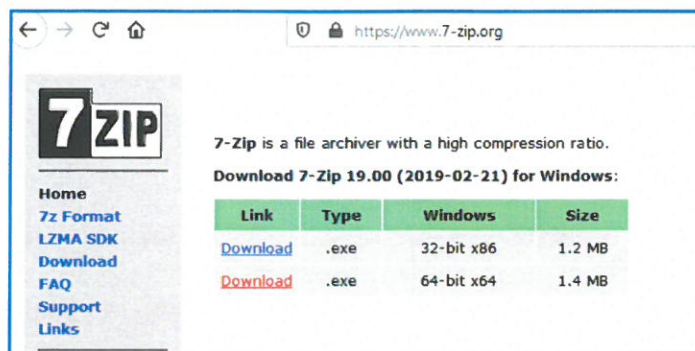 https://www.7-zip.org
7ZIP
7-Zip is a file archiver with a high compression ratio.
Download 7-Zip 19.00 (2019-02-21) for Windows:
Link Type Windows Size
Download .exe 32-bit x86 1.2 MB
Download .exe 64-bit x64 1.4 MB
Home
7z Format
LZMA SDK
Download
FAQ
Support
Links